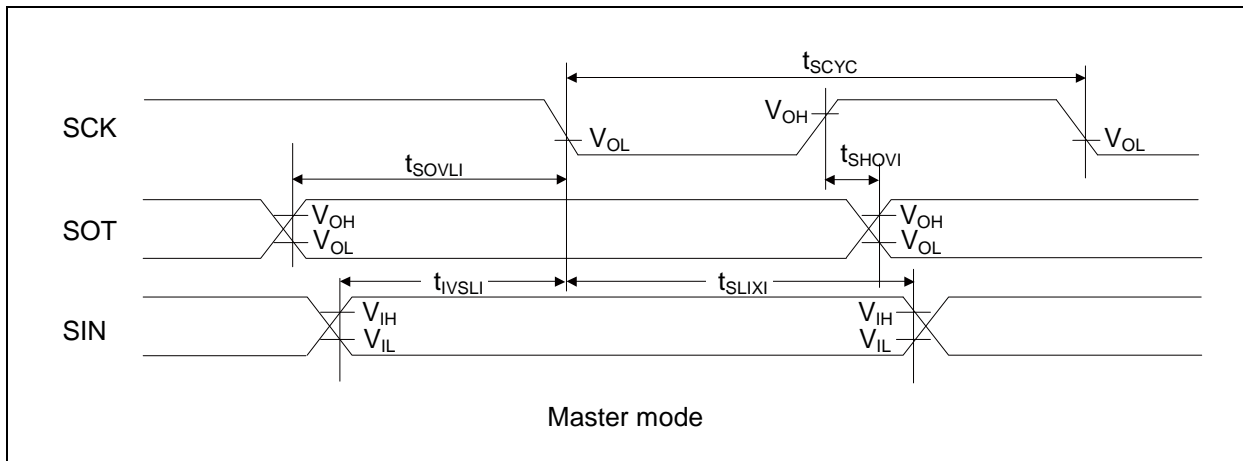 tSCYC
SCK
VOH
VOL
VOL
tSHOVI
tSOVLI
SOT
VOH
VOL
VOH
VOL
tIVSLI
tSLIXI
SIN
VIH
VIL
VIH
VIL
Master mode